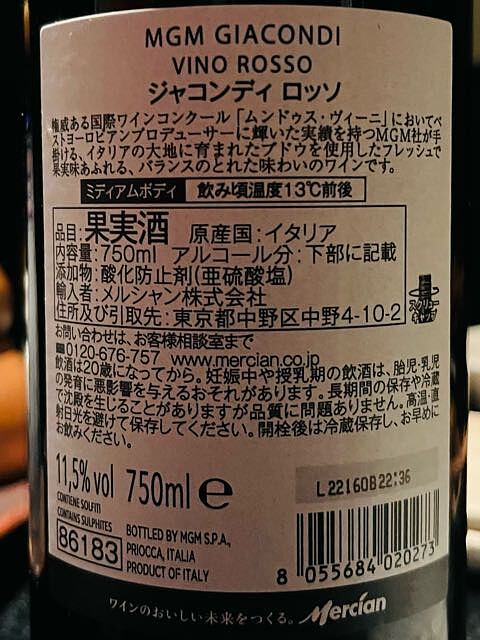 MGM GIACONDI
VINO ROSSO
ジャコンディ ロッソ
権威ある国際ワインコンクール「ムンドゥス・ヴィーニ」においてベ
ストヨーロピアンプロデューサーに輝いた実績を持つMGM社が手
掛ける、イタリアの大地に育まれたブドウを使用したフレッシュで
果実味あふれる、バランスのとれた味わいのワインです。
ミディアムボディ 飲み頃温度13℃前後
品目:果実酒 原産国:イタリア
内容量:750ml アルコール分:下部に記載
添加物:酸化防止剤(亜硫酸塩)
輸入者:メルシャン株式会社
住所及び引取先:東京都中野区中野4-10-2
スクリュー
キャップ
お問い合わせは、お客様相談室まで
0120-676-757 www.mercian.co.jp
飲酒は20歳になってから。妊娠中や授乳期の飲酒は、胎児・乳児
の発育に悪影響を与えるおそれがあります。長期間の保存や冷蔵
で沈殿を生じることがありますが品質に問題ありません。高温・直
射日光を避けて保存してください。開栓後は冷蔵保存し、お早めに
お飲みください。
11,5% vol 750ml e
L22160B22:36
CONTIENE SOLFITI
CONTAINS SULPHITES
86183
BOTTLED BY MGM S.P.A.,
PRIOCCA, ITALIA
PRODUCT OF ITALY
8 055684 020273
ワインのおいしい未来をつくる。 Mercian